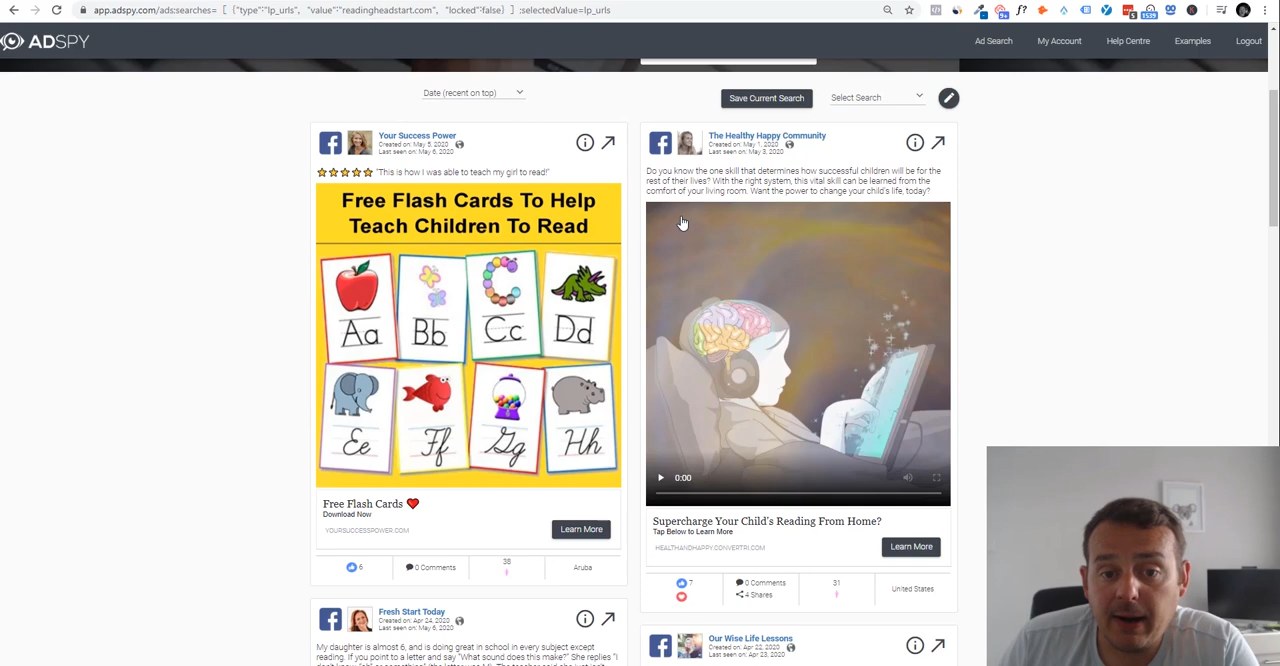 app.adspy.com/ads:searches= [ {"type":"lp_urls", "value":"readingheadstart.com", "locked":false} ] ;selectedValue=lp_urls
ADSPY
Ad Search
My Account
Help Centre
Examples
Logout
Date (recent on top)
Save Current Search
Select Search
Your Success Power
Created on: May 5, 2020
Last seen on: May 6, 2020
"This is how I was able to teach my girl to read!"
Free Flash Cards To Help
Teach Children To Read
Aa Bb Cc Dd
Ee Ff Gg Hh
Free Flash Cards
Download Now
YOURSUCCESSPOWER.COM
Learn More
6
0 Comments
38
Aruba
The Healthy Happy Community
Created on: May 1, 2020
Last seen on: May 3, 2020
Do you know the one skill that determines how successful children will be for the
rest of their lives? With the right system, this vital skill can be learned from the
comfort of your living room. Want the power to change your child's life, today?
0:00
Supercharge Your Child's Reading From Home?
Tap Below to Learn More
HEALTHANDHAPPY.CONVERTRI.COM
Learn More
7
0 Comments
4 Shares
31
United States
Fresh Start Today
Created on: Apr 24, 2020
Last seen on: May 6, 2020
My daughter is almost 6, and is doing great in school in every subject except
reading. If you point to a letter and say "What sound does this make?" She replies "I
Our Wise Life Lessons
Created on: Apr 22, 2020
Last seen on: Apr 23, 2020